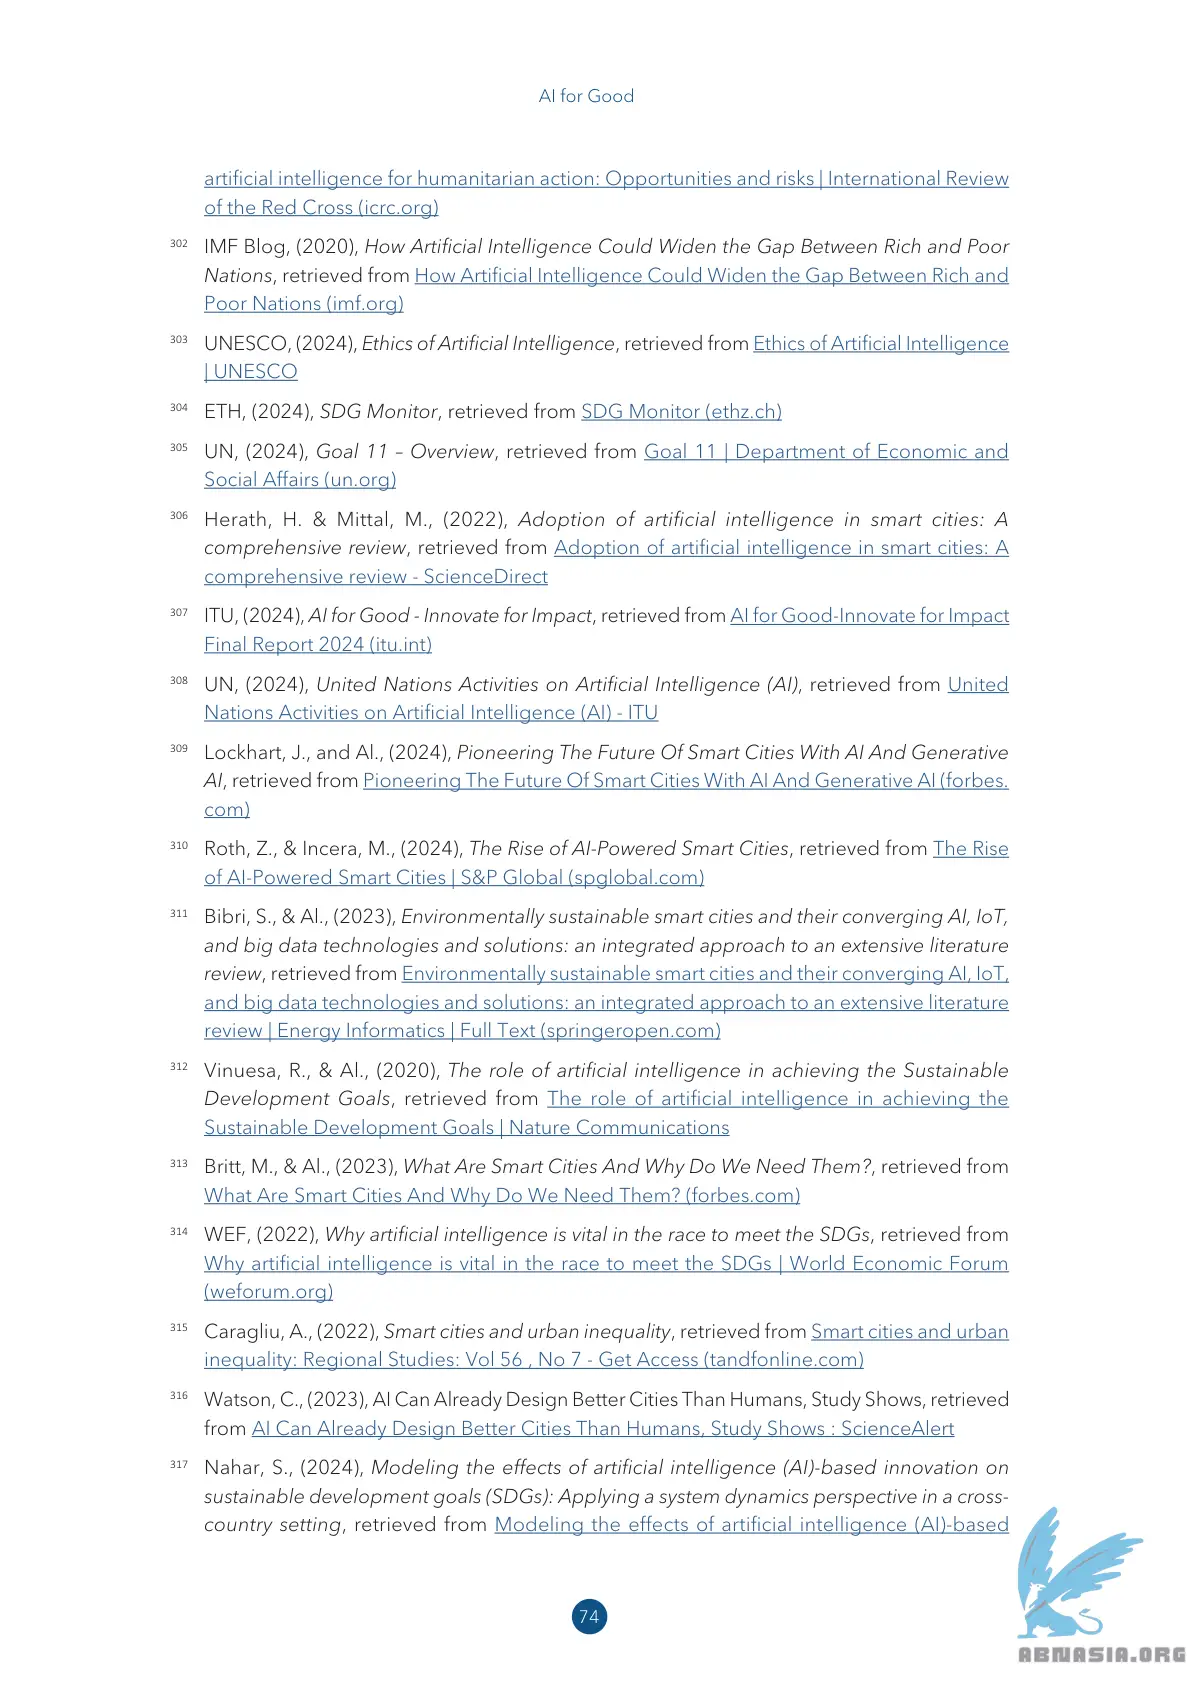 AI for Good
artificial intelligence for humanitarian action: Opportunities and risks | International Review
of the Red Cross (icrc.org)
302 IMF Blog, (2020), How Artificial Intelligence Could Widen the Gap Between Rich and Poor
Nations, retrieved from How Artificial Intelligence Could Widen the Gap Between Rich and
Poor Nations (imf.org)
303 UNESCO, (2024), Ethics of Artificial Intelligence, retrieved from Ethics of Artificial Intelligence
| UNESCO
304 ETH, (2024), SDG Monitor, retrieved from SDG Monitor (ethz.ch)
305 UN, (2024), Goal 11 – Overview, retrieved from Goal 11 | Department of Economic and
Social Affairs (un.org)
306 Herath, H. & Mittal, M., (2022), Adoption of artificial intelligence in smart cities: A
comprehensive review, retrieved from Adoption of artificial intelligence in smart cities: A
comprehensive review - ScienceDirect
307 ITU, (2024), AI for Good - Innovate for Impact, retrieved from AI for Good-Innovate for Impact
Final Report 2024 (itu.int)
308 UN, (2024), United Nations Activities on Artificial Intelligence (AI), retrieved from United
Nations Activities on Artificial Intelligence (AI) - ITU
309 Lockhart, J., and Al., (2024), Pioneering The Future Of Smart Cities With AI And Generative
AI, retrieved from Pioneering The Future Of Smart Cities With AI And Generative AI (forbes.
com)
310 Roth, Z., & Incera, M., (2024), The Rise of AI-Powered Smart Cities, retrieved from The Rise
of AI-Powered Smart Cities | S&P Global (spglobal.com)
311 Bibri, S., & Al., (2023), Environmentally sustainable smart cities and their converging AI, IoT,
and big data technologies and solutions: an integrated approach to an extensive literature
review, retrieved from Environmentally sustainable smart cities and their converging AI, IoT,
and big data technologies and solutions: an integrated approach to an extensive literature
review | Energy Informatics | Full Text (springeropen.com)
312 Vinuesa, R., & Al., (2020), The role of artificial intelligence in achieving the Sustainable
Development Goals, retrieved from The role of artificial intelligence in achieving the
Sustainable Development Goals | Nature Communications
313 Britt, M., & Al., (2023), What Are Smart Cities And Why Do We Need Them?, retrieved from
What Are Smart Cities And Why Do We Need Them? (forbes.com)
314 WEF, (2022), Why artificial intelligence is vital in the race to meet the SDGs, retrieved from
Why artificial intelligence is vital in the race to meet the SDGs | World Economic Forum
(weforum.org)
315 Caragliu, A., (2022), Smart cities and urban inequality, retrieved from Smart cities and urban
inequality: Regional Studies: Vol 56 , No 7 - Get Access (tandfonline.com)
316 Watson, C., (2023), AI Can Already Design Better Cities Than Humans, Study Shows, retrieved
from AI Can Already Design Better Cities Than Humans, Study Shows : ScienceAlert
317 Nahar, S., (2024), Modeling the effects of artificial intelligence (AI)-based innovation on
sustainable development goals (SDGs): Applying a system dynamics perspective in a cross-
country setting, retrieved from Modeling the effects of artificial intelligence (AI)-based
74
ABNASIA.ORG